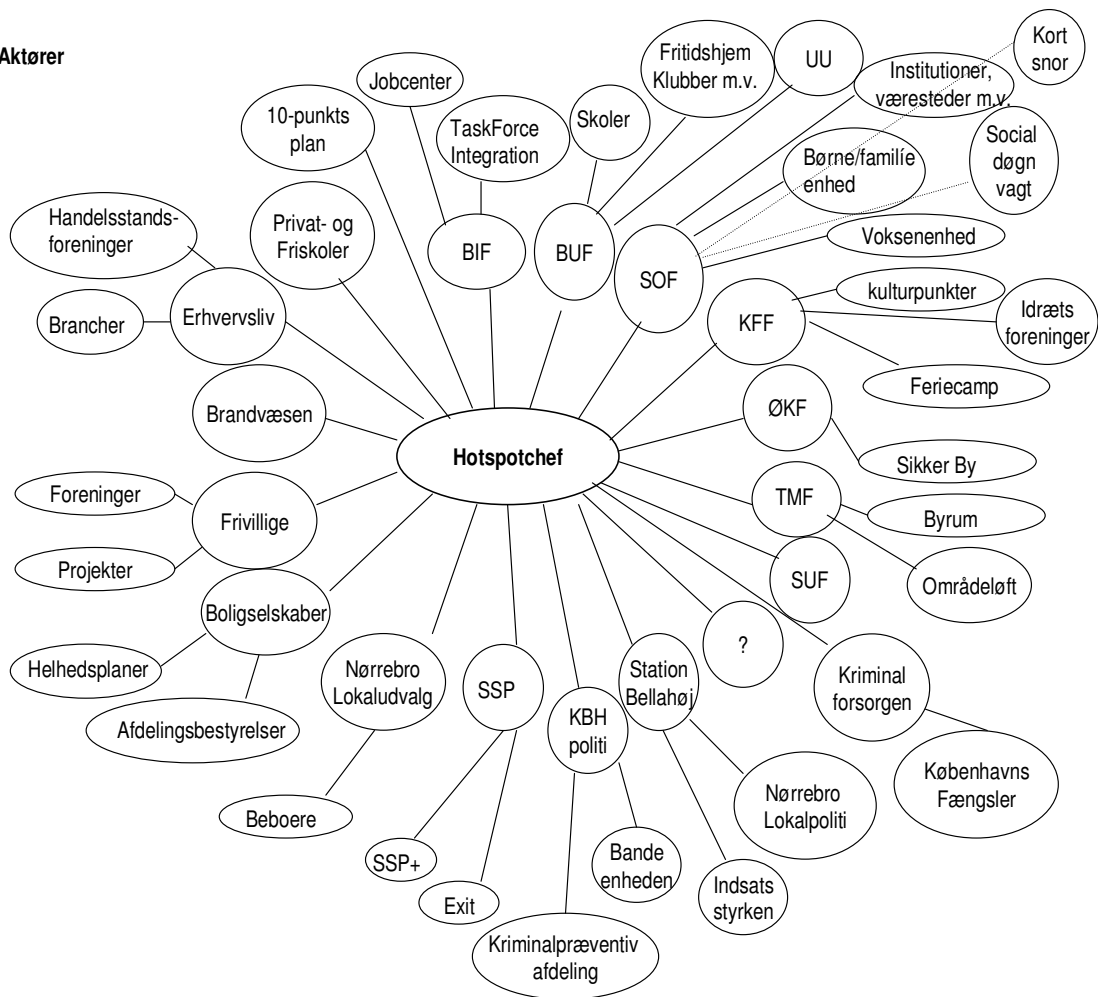 Aktører
Kort
snor
Fritidshjem
Klubber m.v.
UU
Institutioner,
væresteder m.v.
Jobcenter
10-punkts
plan
TaskForce
Integration
Skoler
Børne/familie
enhed
Social
døgn
vagt
Handelsstands-
foreninger
Privat- og
Friskoler
BIF
BUF
SOF
Voksenenhed
kulturpunkter
Brancher
Erhvervsliv
KFF
Idræts
foreninger
Feriecamp
Brandvæsen
ØKF
Hotspotchef
Sikker By
Foreninger
Frivillige
TMF
Byrum
Projekter
SUF
Områdeløft
Boligselskaber
Helhedsplaner
Nørrebro
Lokaludvalg
SSP
KBH
politi
Station
Bellahøj
?
Kriminal
forsorgen
Afdelingsbestyrelser
Københavns
Fængsler
Beboere
Nørrebro
Lokalpoliti
SSP+
Exit
Bande
enheden
Indsats
styrken
Kriminalpræventiv
afdeling